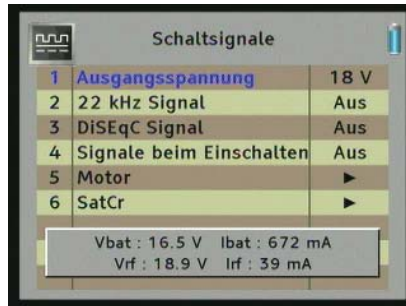 Schaltsignale
1 Ausgangsspannung 18 V
2 22 kHz Signal Aus
3 DiSEqC Signal Aus
4 Signale beim Einschalten Aus
5 Motor ►
6 SatCr ►
Vbat : 16.5 V Ibat : 672 mA
Vrf : 18.9 V Irf : 39 mA